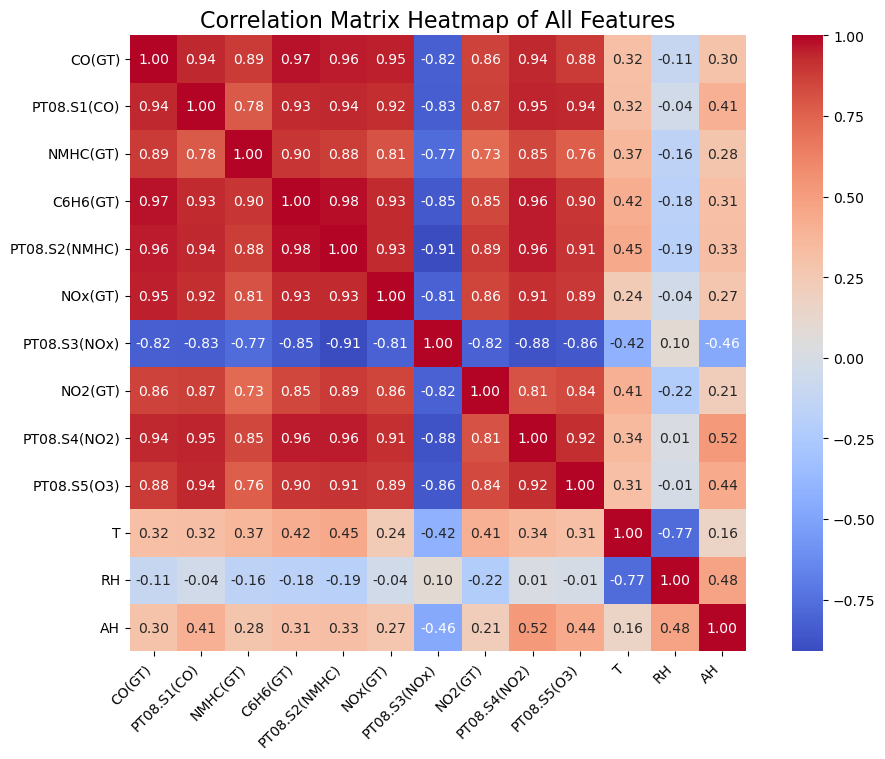 Correlation Matrix Heatmap of All Features
CO(GT) 1.00 0.94 0.89 0.97 0.96 0.95 -0.82 0.86 0.94 0.88 0.32 -0.11 0.30
PT08.S1(CO) 0.94 1.00 0.78 0.93 0.94 0.92 -0.83 0.87 0.95 0.94 0.32 -0.04 0.41
NMHC(GT) 0.89 0.78 1.00 0.90 0.88 0.81 -0.77 0.73 0.85 0.76 0.37 -0.16 0.28
C6H6(GT) 0.97 0.93 0.90 1.00 0.98 0.93 -0.85 0.85 0.96 0.90 0.42 -0.18 0.31
PT08.S2(NMHC) 0.96 0.94 0.88 0.98 1.00 0.93 -0.91 0.89 0.96 0.91 0.45 -0.19 0.33
NOx(GT) 0.95 0.92 0.81 0.93 0.93 1.00 -0.81 0.86 0.91 0.89 0.24 -0.04 0.27
PT08.S3(NOx) -0.82 -0.83 -0.77 -0.85 -0.91 -0.81 1.00 -0.82 -0.88 -0.86 -0.42 0.10 -0.46
NO2(GT) 0.86 0.87 0.73 0.85 0.89 0.86 -0.82 1.00 0.81 0.84 0.41 -0.22 0.21
PT08.S4(NO2) 0.94 0.95 0.85 0.96 0.96 0.91 -0.88 0.81 1.00 0.92 0.34 0.01 0.52
PT08.S5(O3) 0.88 0.94 0.76 0.90 0.91 0.89 -0.86 0.84 0.92 1.00 0.31 -0.01 0.44
T 0.32 0.32 0.37 0.42 0.45 0.24 -0.42 0.41 0.34 0.31 1.00 -0.77 0.16
RH -0.11 -0.04 -0.16 -0.18 -0.19 -0.04 0.10 -0.22 0.01 -0.01 -0.77 1.00 0.48
AH 0.30 0.41 0.28 0.31 0.33 0.27 -0.46 0.21 0.52 0.44 0.16 0.48 1.00
CO(GT) PT08.S1(CO) NMHC(GT) C6H6(GT) PT08.S2(NMHC) NOx(GT) PT08.S3(NOx) NO2(GT) PT08.S4(NO2) PT08.S5(O3) T RH AH
1.00
0.75
0.50
0.25
0.00
−0.25
−0.50
−0.75